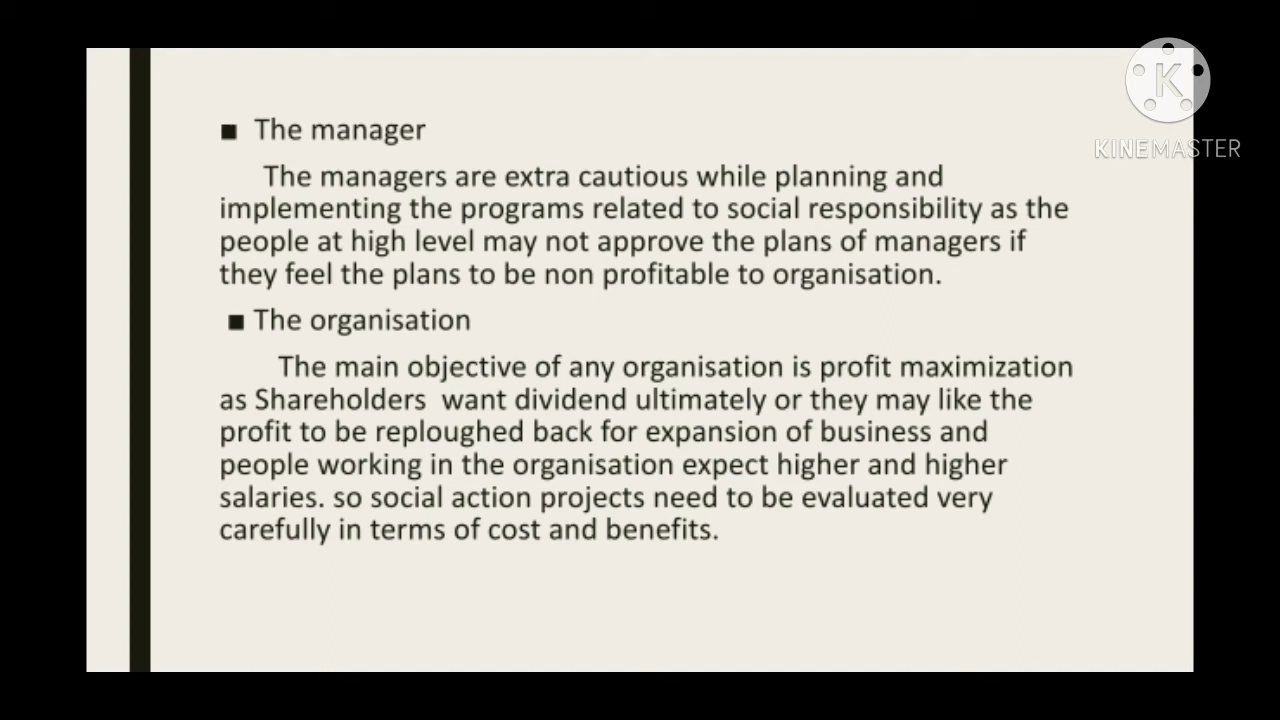 ■ The manager
The managers are extra cautious while planning and
implementing the programs related to social responsibility as the
people at high level may not approve the plans of managers if
they feel the plans to be non profitable to organisation.
■ The organisation
The main objective of any organisation is profit maximization
as Shareholders want dividend ultimately or they may like the
profit to be reploughed back for expansion of business and
people working in the organisation expect higher and higher
salaries. so social action projects need to be evaluated very
carefully in terms of cost and benefits.
K
KINEMASTER